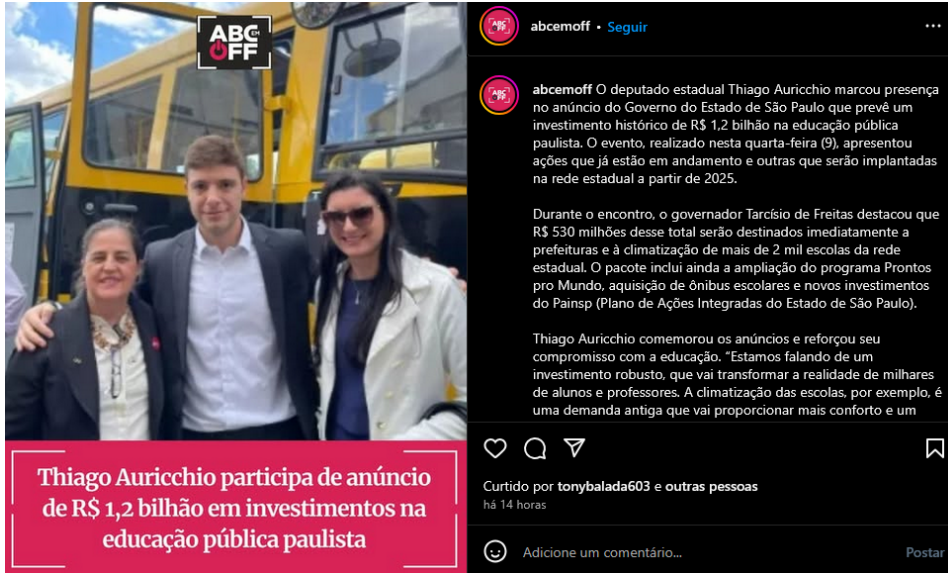 ABC
EM
OFF
Thiago Auricchio participa de anúncio
de R$ 1,2 bilhão em investimentos na
educação pública paulista
ABC
EM
OFF
abcemoff • Seguir
ABC
EM
OFF
abcemoff O deputado estadual Thiago Auricchio marcou presença
no anúncio do Governo do Estado de São Paulo que prevê um
investimento histórico de R$ 1,2 bilhão na educação pública
paulista. O evento, realizado nesta quarta-feira (9), apresentou
ações que já estão em andamento e outras que serão implantadas
na rede estadual a partir de 2025.
Durante o encontro, o governador Tarcísio de Freitas destacou que
R$ 530 milhões desse total serão destinados imediatamente a
prefeituras e à climatização de mais de 2 mil escolas da rede
estadual. O pacote inclui ainda a ampliação do programa Prontos
pro Mundo, aquisição de ônibus escolares e novos investimentos
do Painsp (Plano de Ações Integradas do Estado de São Paulo).
Thiago Auricchio comemorou os anúncios e reforçou seu
compromisso com a educação. “Estamos falando de um
investimento robusto, que vai transformar a realidade de milhares
de alunos e professores. A climatização das escolas, por exemplo, é
uma demanda antiga que vai proporcionar mais conforto e um
Curtido por tonybalada603 e outras pessoas
há 14 horas
Adicione um comentário...
Postar